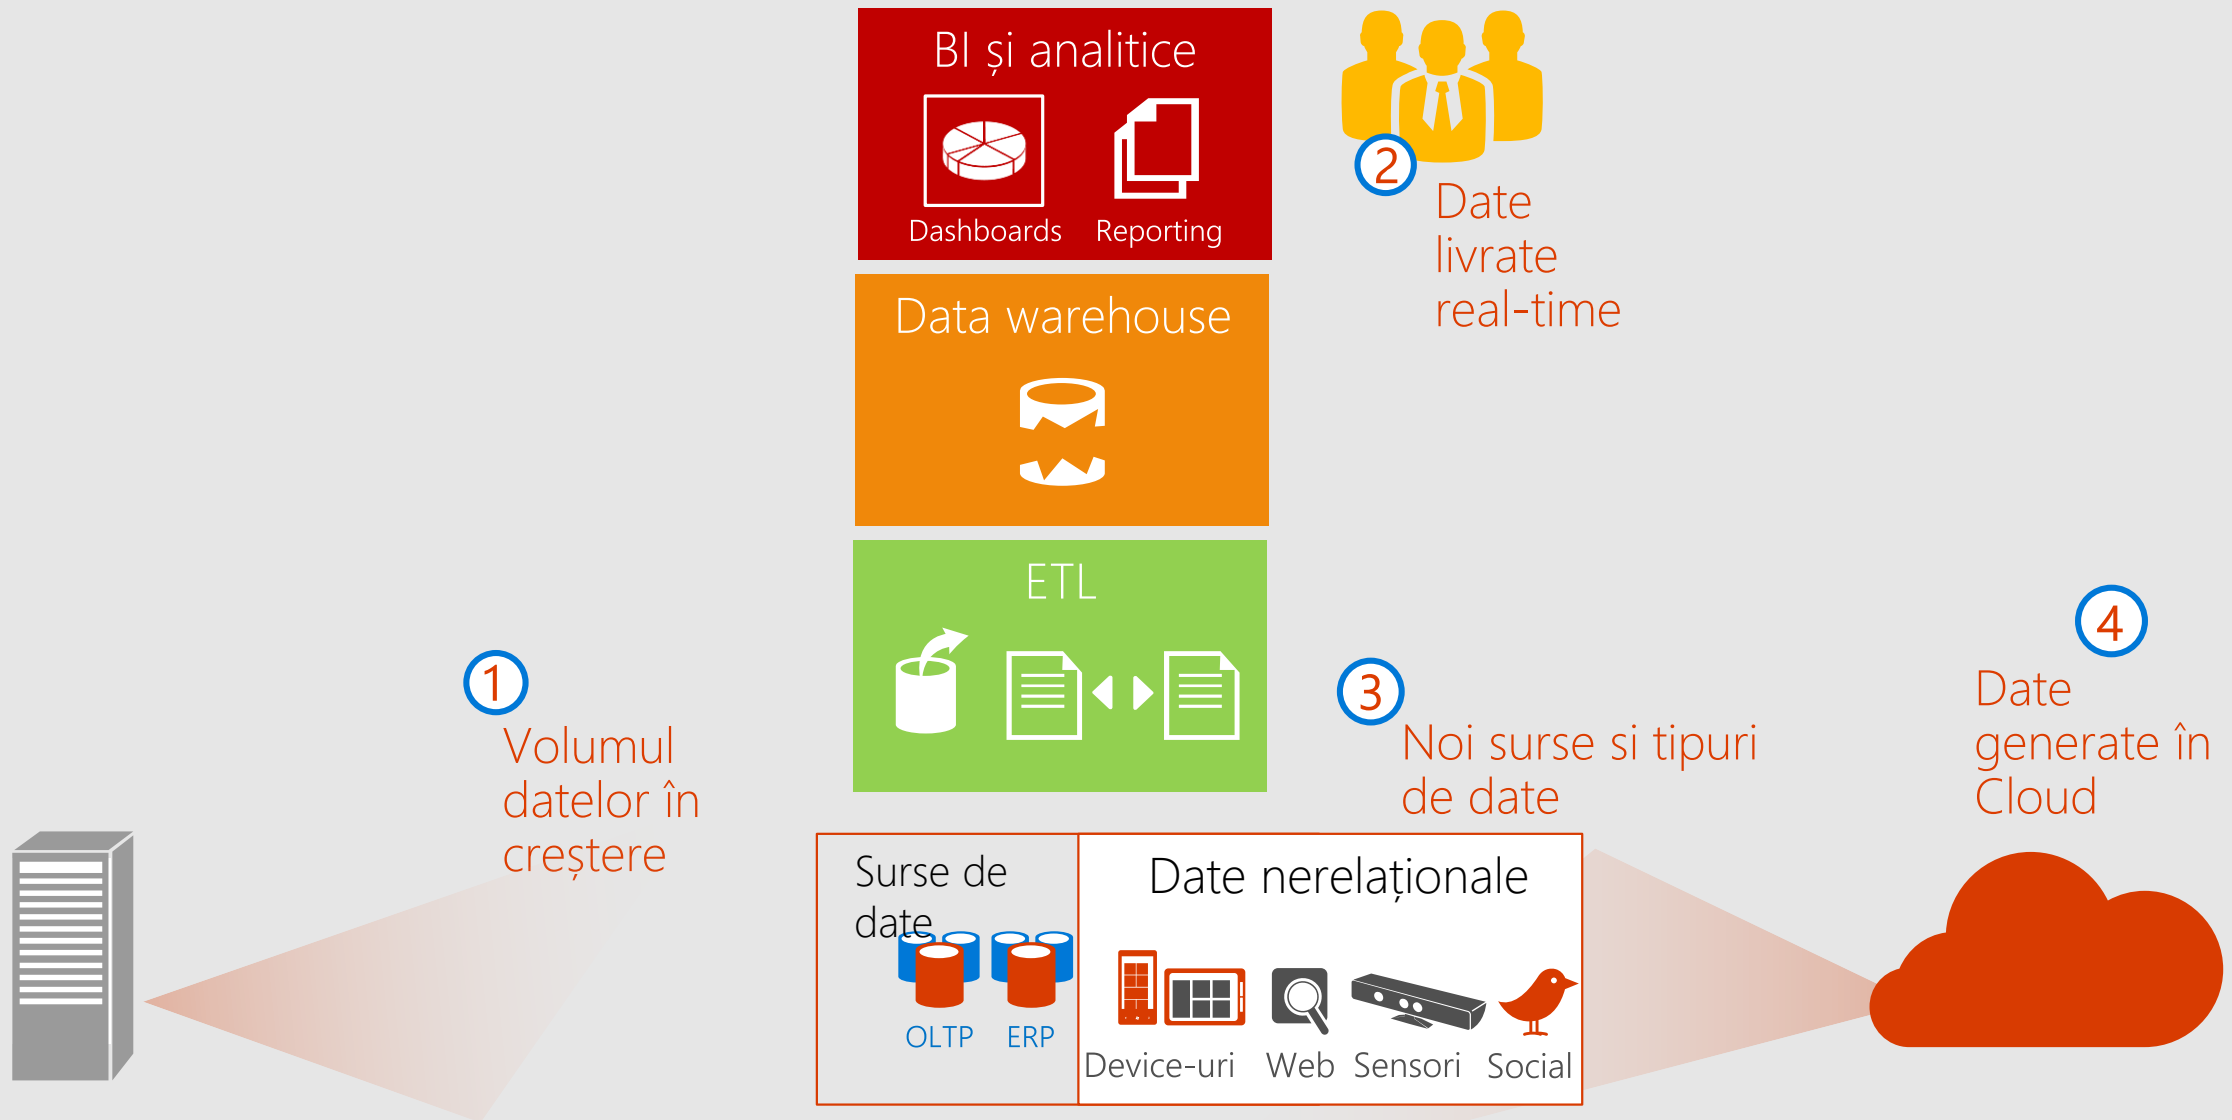 BI și analitice
Dashboards
Reporting
2
Date
livrate
real-time
Data warehouse
ETL
1
Volumul
datelor în
creștere
3
Noi surse si tipuri
de date
4
Date
generate în
Cloud
Surse de
date
OLTP
ERP
Date nerelaționale
Device-uri
Web
Sensori
Social